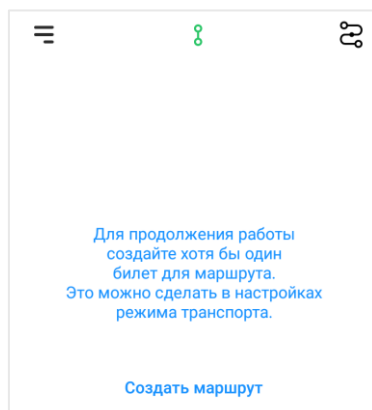 Для продолжения работы
создайте хотя бы один
билет для маршрута.
Это можно сделать в настройках
режима транспорта.
Создать маршрут